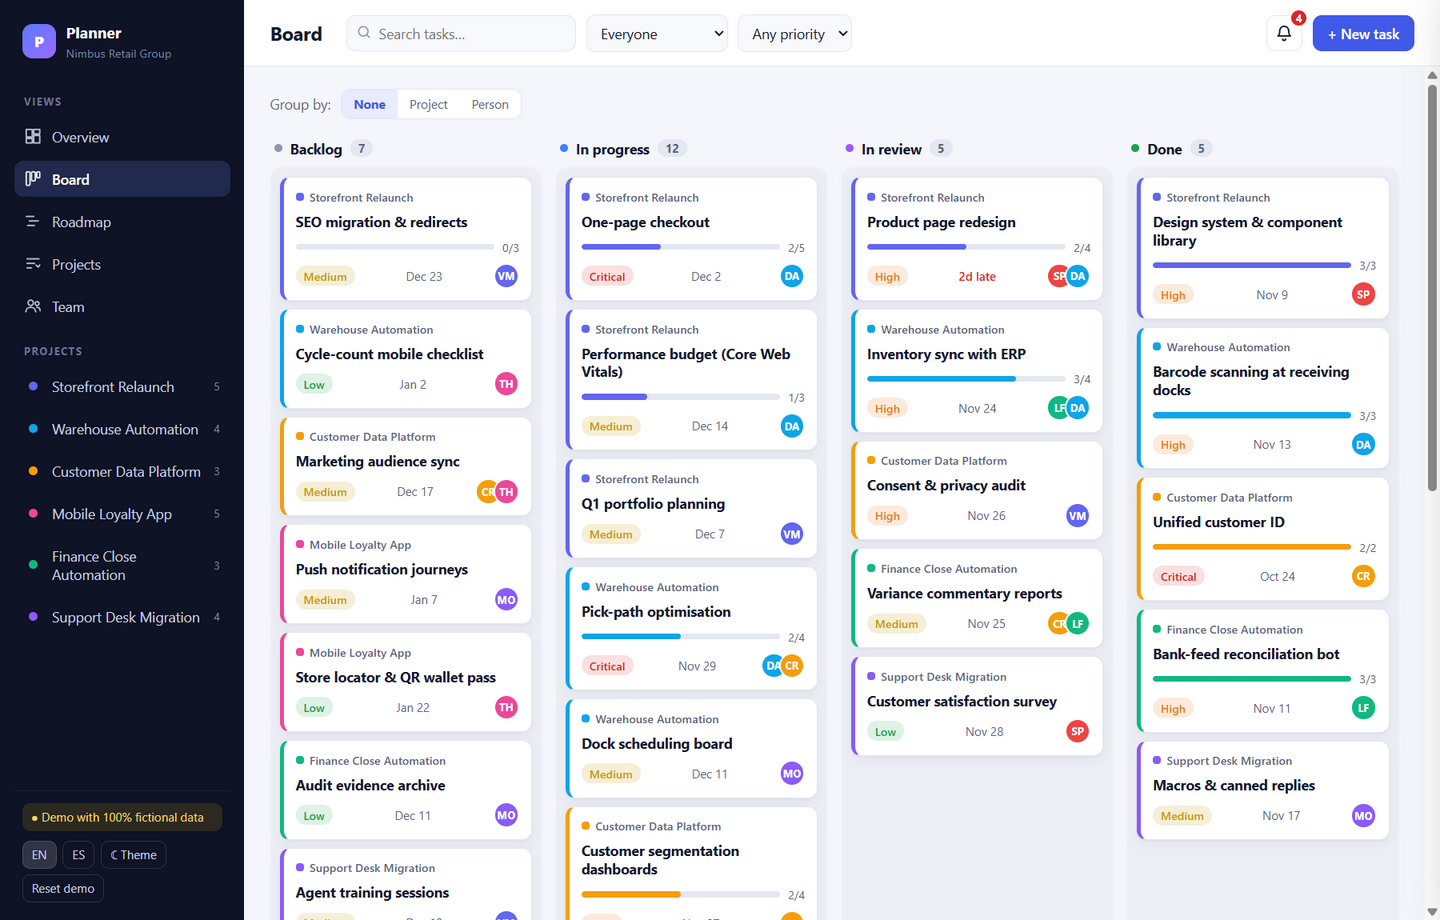 P
Planner
Nimbus Retail Group
VIEWS
Overview
Board
Roadmap
Projects
Team
PROJECTS
Storefront Relaunch 5
Warehouse Automation 4
Customer Data Platform 3
Mobile Loyalty App 5
Finance Close
Automation 3
Support Desk Migration 4
Demo with 100% fictional data
EN ES ☾ Theme
Reset demo
Board
Search tasks...
Everyone
Any priority
4
+ New task
Group by: None Project Person
Backlog 7
Storefront Relaunch
SEO migration & redirects
0/3
Medium Dec 23 VM
Warehouse Automation
Cycle-count mobile checklist
Low Jan 2 TH
Customer Data Platform
Marketing audience sync
Medium Dec 17 CR TH
Mobile Loyalty App
Push notification journeys
Medium Jan 7 MO
Mobile Loyalty App
Store locator & QR wallet pass
Low Jan 22 TH
Finance Close Automation
Audit evidence archive
Low Dec 11 MO
Support Desk Migration
Agent training sessions
In progress 12
Storefront Relaunch
One-page checkout
2/5
Critical Dec 2 DA
Storefront Relaunch
Performance budget (Core Web
Vitals)
1/3
Medium Dec 14 DA
Storefront Relaunch
Q1 portfolio planning
Medium Dec 7 VM
Warehouse Automation
Pick-path optimisation
2/4
Critical Nov 29 DA CR
Warehouse Automation
Dock scheduling board
Medium Dec 11 MO
Customer Data Platform
Customer segmentation
dashboards
2/4
In review 5
Storefront Relaunch
Product page redesign
2/4
High 2d late SP DA
Warehouse Automation
Inventory sync with ERP
3/4
High Nov 24 LF DA
Customer Data Platform
Consent & privacy audit
High Nov 26 VM
Finance Close Automation
Variance commentary reports
Medium Nov 25 CR LF
Support Desk Migration
Customer satisfaction survey
Low Nov 28 SP
Done 5
Storefront Relaunch
Design system & component
library
3/3
High Nov 9 SP
Warehouse Automation
Barcode scanning at receiving
docks
3/3
High Nov 13 DA
Customer Data Platform
Unified customer ID
2/2
Critical Oct 24 CR
Finance Close Automation
Bank-feed reconciliation bot
3/3
High Nov 11 LF
Support Desk Migration
Macros & canned replies
Medium Nov 17 MO